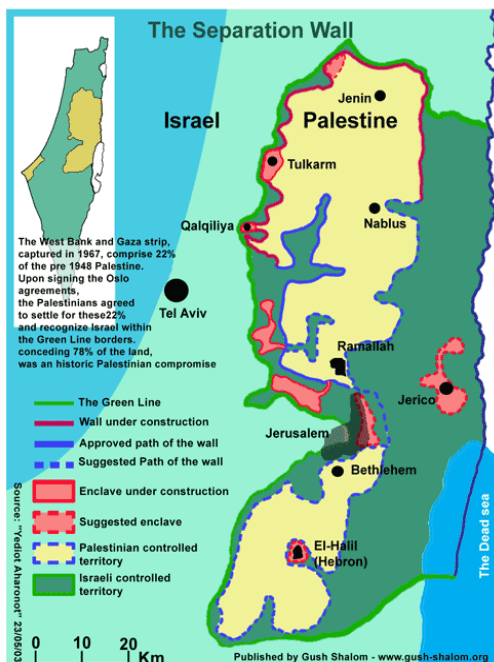 The Separation Wall
Jenin
Israel
Palestine
Tulkarm
Qalqiliya
Nablus
The West Bank and Gaza strip,
captured in 1967, comprise 22%
of the pre 1948 Palestine.
Upon signing the Oslo
agreements,
the Palestinians agreed
to settle for these22%
and recognize Israel within
the Green Line borders.
conceding 78% of the land,
was an historic Palestinian compromise
Tel Aviv
Ramallah
Jerico
The Green Line
Wall under construction
Approved path of the wall
Suggested Path of the wall
Enclave under construction
Suggested enclave
Palestinian controlled
territory
Israeli controlled
territory
Jerusalem
Bethlehem
El-Halil
(Hebron)
The Dead sea
Source: "Yediot Aharonot" 23/05/03
0 10 20 Km
Published by Gush Shalom - www.gush-shalom.org